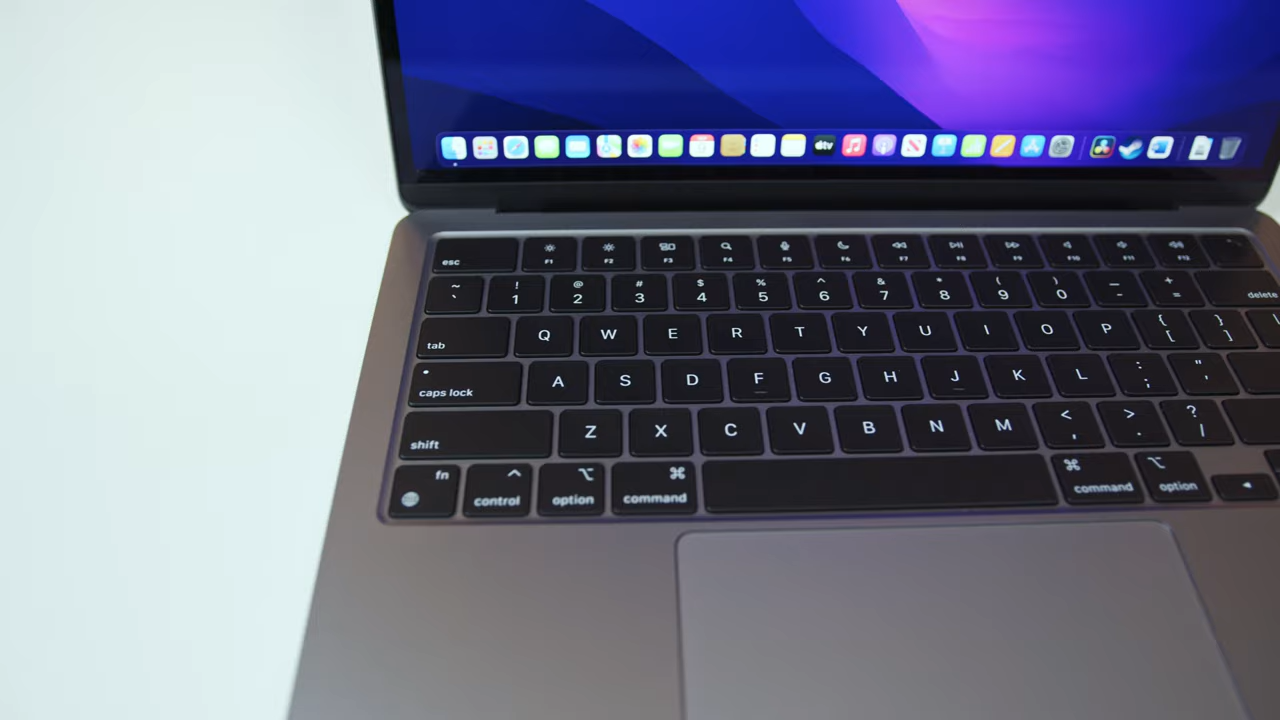 tv
esc F1 F2 F3 F4 F5 F6 F7 F8 F9 F10 F11 F12
~ ! @ # $ % ^ & * ( ) — +
` 1 2 3 4 5 6 7 8 9 0 - = delete
tab Q W E R T Y U I O P { [ } ] \
caps lock A S D F G H J K L : ; " '
shift Z X C V B N M < , > . ? /
fn ^ ⌥ ⌘ ⌘ ⌥
control option command command option